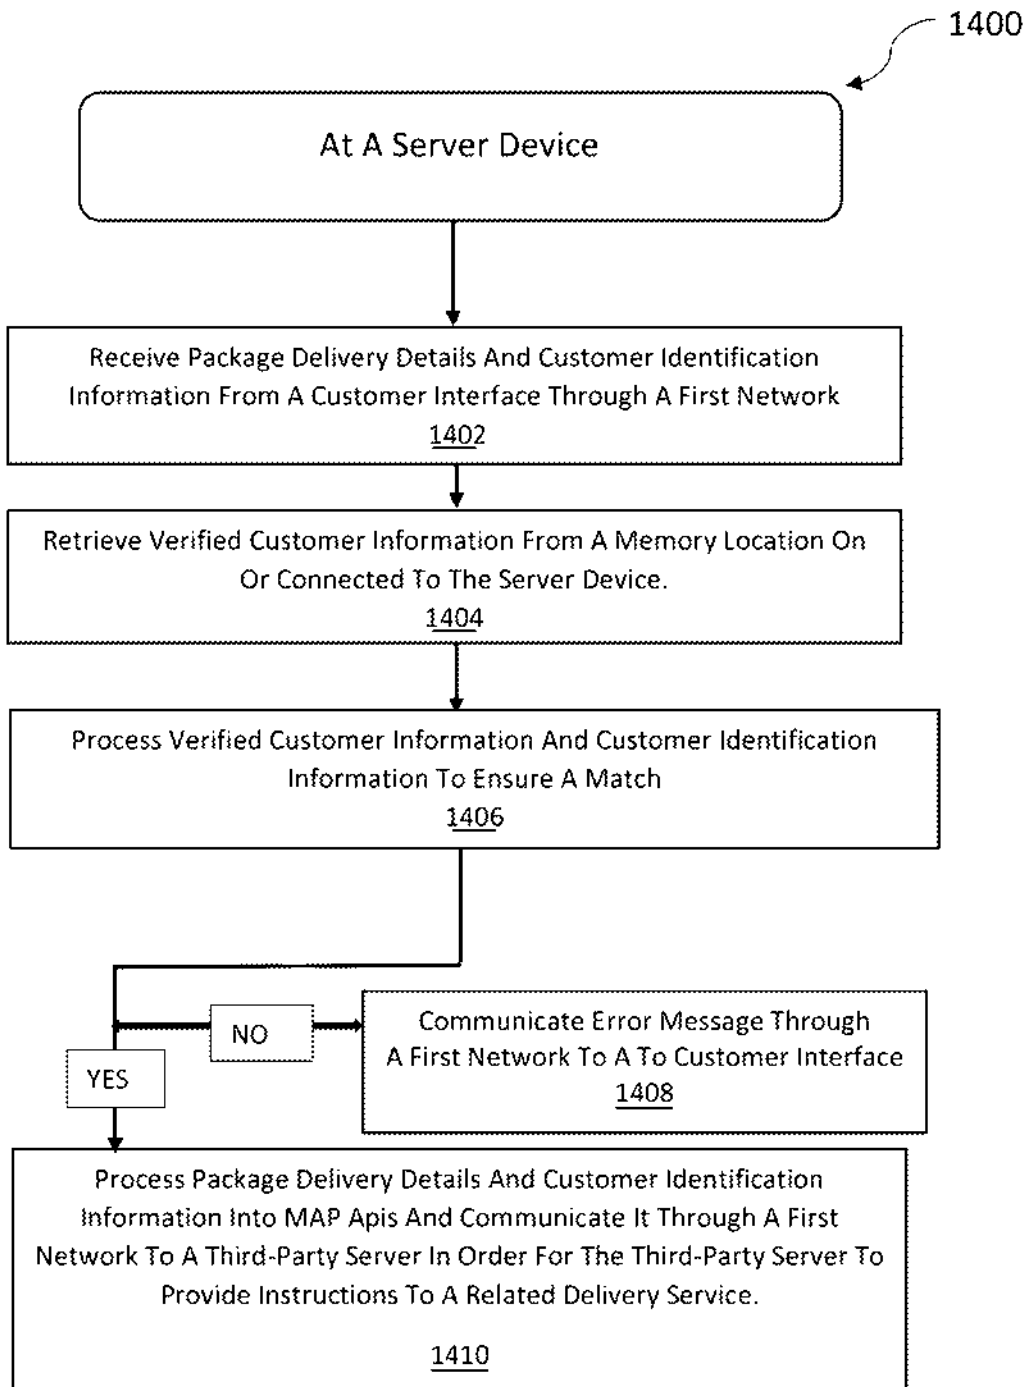 1400
At A Server Device
Receive Package Delivery Details And Customer Identification
Information From A Customer Interface Through A First Network
1402
Retrieve Verified Customer Information From A Memory Location On
Or Connected To The Server Device.
1404
Process Verified Customer Information And Customer Identification
Information To Ensure A Match
1406
NO
Communicate Error Message Through
A First Network To A To Customer Interface
1408
YES
Process Package Delivery Details And Customer Identification
Information Into MAP Apis And Communicate It Through A First
Network To A Third-Party Server In Order For The Third-Party Server To
Provide Instructions To A Related Delivery Service.
1410